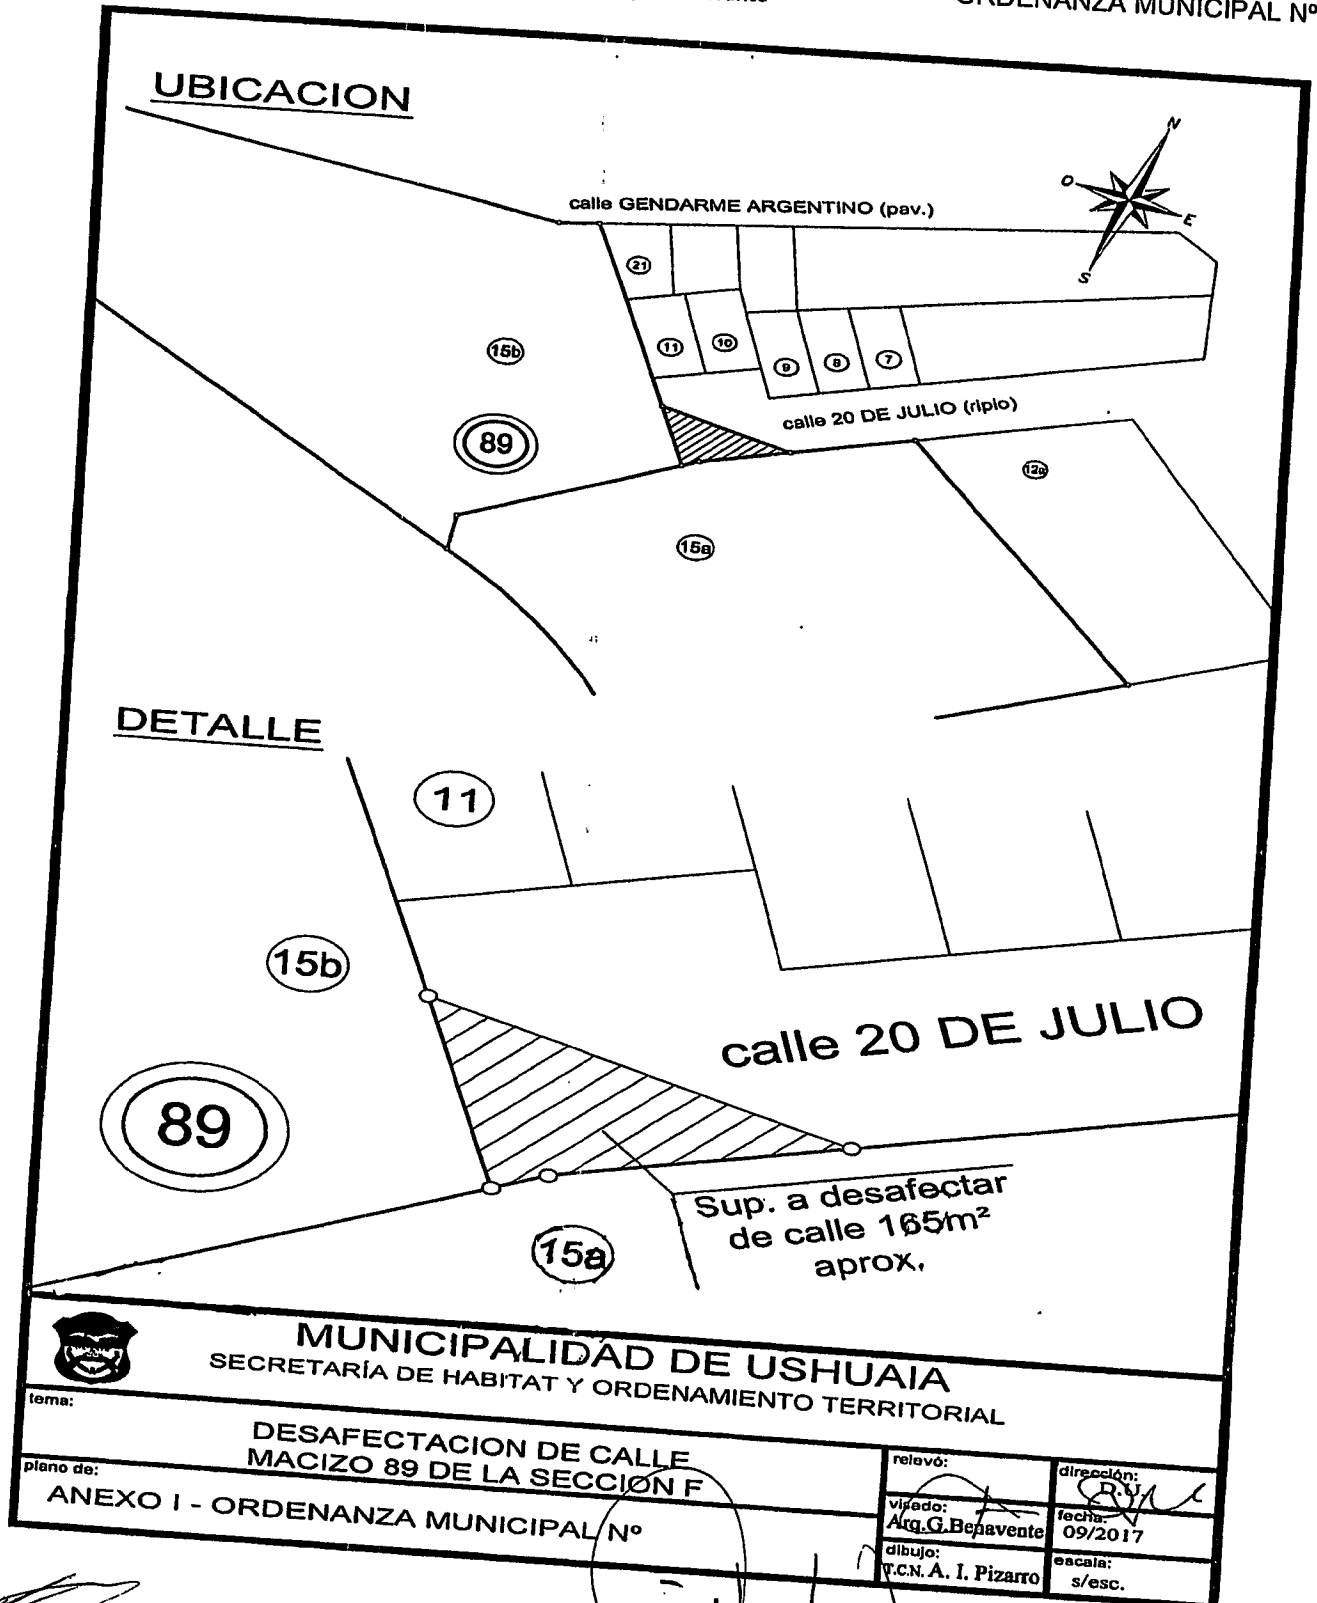 ORDENANZA MUNICIPAL Nº
UBICACION
N
O
E
S
calle GENDARME ARGENTINO (pav.)
21
15b
11
10
9
8
7
calle 20 DE JULIO (ripio)
89
12a
15a
DETALLE
11
15b
calle 20 DE JULIO
89
Sup. a desafectar
de calle 165m²
aprox.
15a
MUNICIPALIDAD DE USHUAIA
SECRETARÍA DE HABITAT Y ORDENAMIENTO TERRITORIAL
tema:
DESAFECTACION DE CALLE
MACIZO 89 DE LA SECCION F
plano de:
ANEXO I - ORDENANZA MUNICIPAL Nº
relevó:
dirección:
D.U.
visado:
Arq.G.Benavente
fecha:
09/2017
dibujo:
T.C.N. A. I. Pizarro
escala:
s/esc.